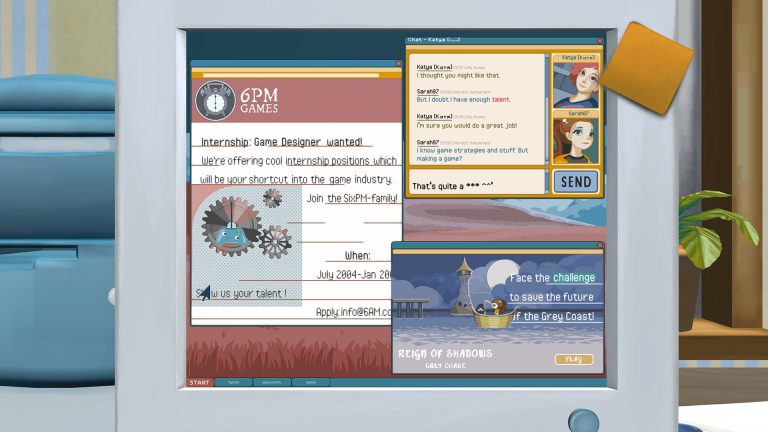 6PM
GAMES
Internship: Game Designer wanted!
We're offering cool internship positions which
will be your shortcut into the game industry.
Join the SixPM-family!
When:
July 2004-Jan 200
Show us your talent !
Apply:info@6AM.co
Chat - Katya
Katya
I thought you might like that.
Sarah87
But I doubt I have enough talent.
Katya
I'm sure you would do a great job!
Sarah87
I know game strategies and stuff. But
making a game?
That's quite a *** ^^'
SEND
Katya
Sarah87
Face the challenge
to save the future
of the Grey Coast!
REIGN OF SHADOWS
GREY COAST
PLAY
START